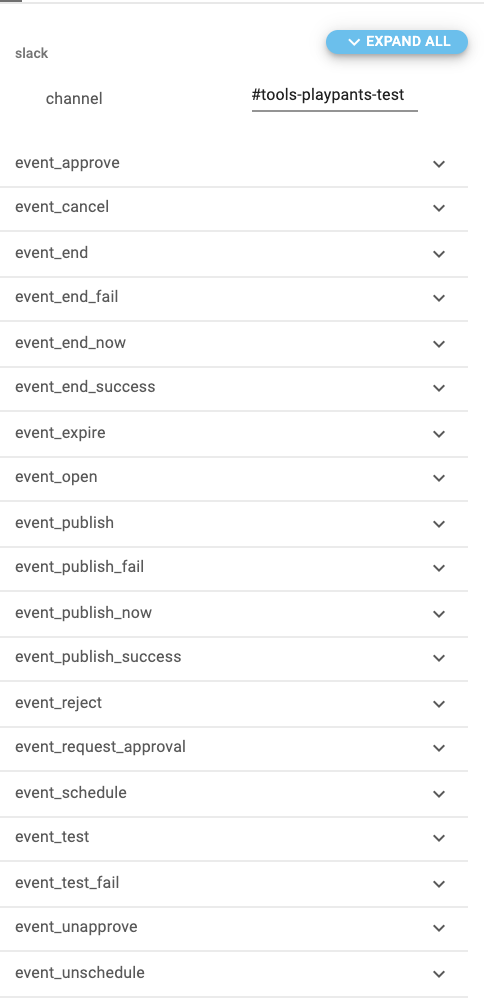 EXPAND ALL
slack
channel
#tools-playpants-test
event_approve
event_cancel
event_end
event_end_fail
event_end_now
event_end_success
event_expire
event_open
event_publish
event_publish_fail
event_publish_now
event_publish_success
event_reject
event_request_approval
event_schedule
event_test
event_test_fail
event_unapprove
event_unschedule